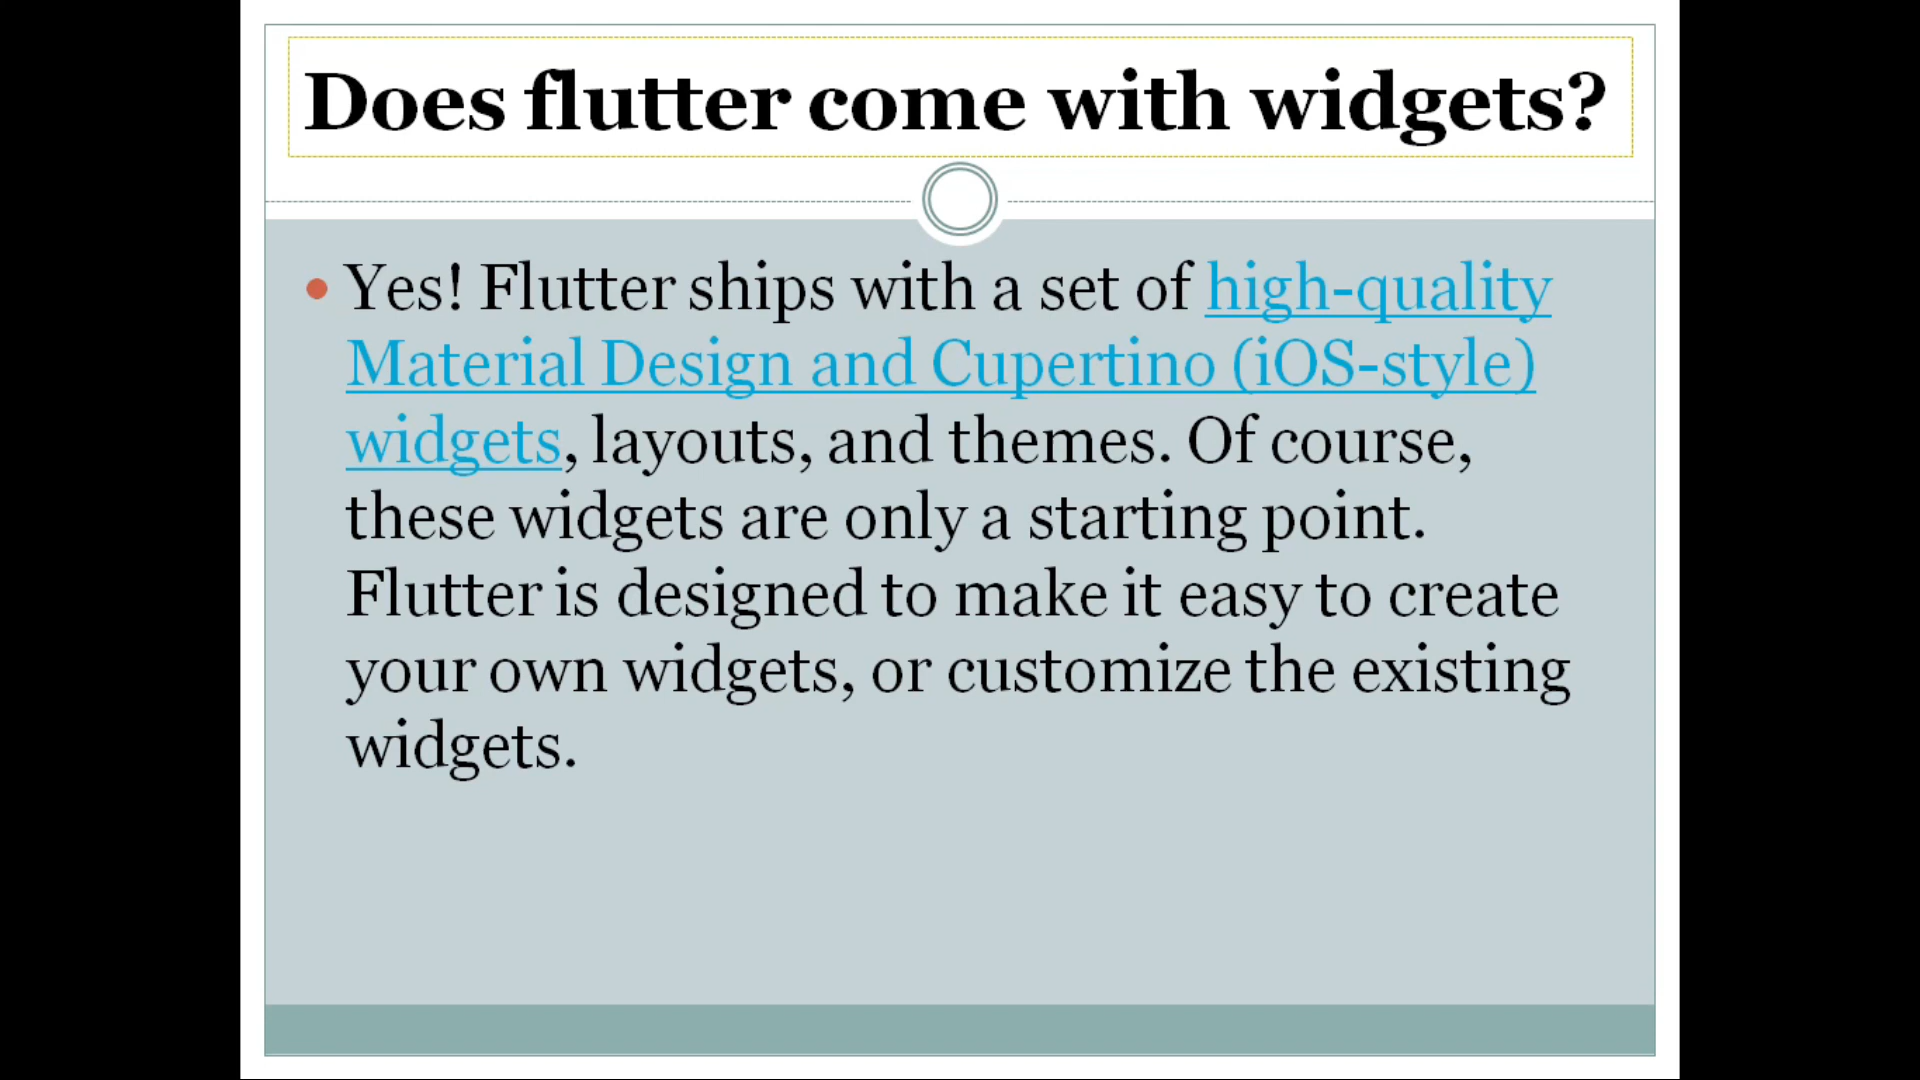 Does flutter come with widgets?
Yes! Flutter ships with a set of high-quality
Material Design and Cupertino (iOS-style)
widgets, layouts, and themes. Of course,
these widgets are only a starting point.
Flutter is designed to make it easy to create
your own widgets, or customize the existing
widgets.